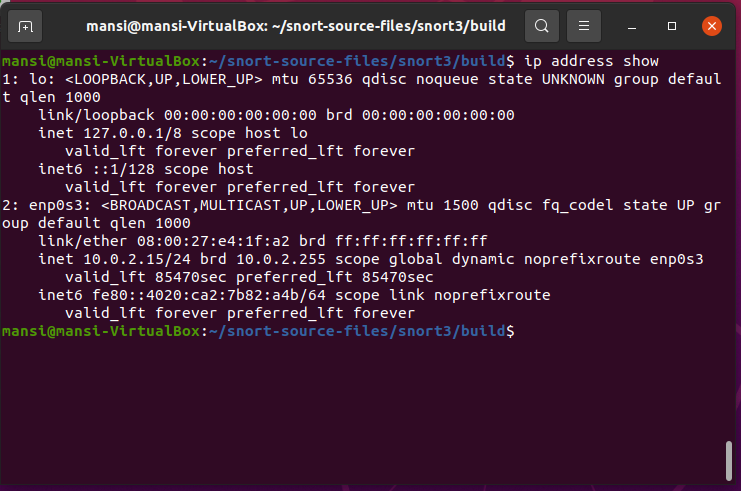 mansi@mansi-VirtualBox: ~/snort-source-files/snort3/build
mansi@mansi-VirtualBox:~/snort-source-files/snort3/build$ ip address show
1: lo: <LOOPBACK,UP,LOWER_UP> mtu 65536 qdisc noqueue state UNKNOWN group defaul
t qlen 1000
    link/loopback 00:00:00:00:00:00 brd 00:00:00:00:00:00
    inet 127.0.0.1/8 scope host lo
       valid_lft forever preferred_lft forever
    inet6 ::1/128 scope host
       valid_lft forever preferred_lft forever
2: enp0s3: <BROADCAST,MULTICAST,UP,LOWER_UP> mtu 1500 qdisc fq_codel state UP gr
oup default qlen 1000
    link/ether 08:00:27:e4:1f:a2 brd ff:ff:ff:ff:ff:ff
    inet 10.0.2.15/24 brd 10.0.2.255 scope global dynamic noprefixroute enp0s3
       valid_lft 85470sec preferred_lft 85470sec
    inet6 fe80::4020:ca2:7b82:a4b/64 scope link noprefixroute
       valid_lft forever preferred_lft forever
mansi@mansi-VirtualBox:~/snort-source-files/snort3/build$